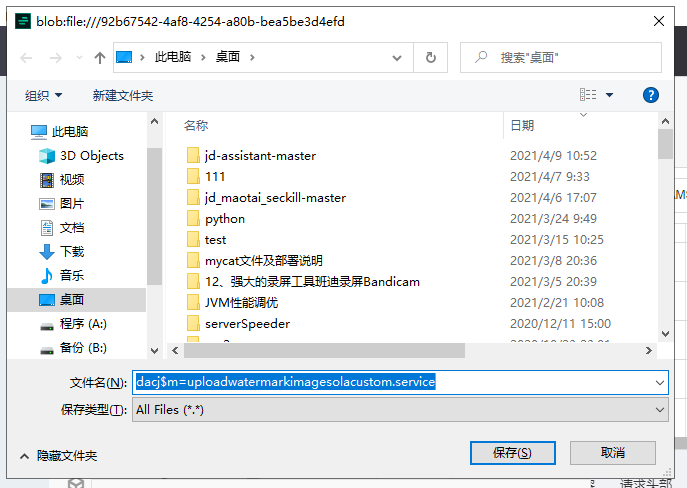 blob:file:///92b67542-4af8-4254-a80b-bea5be3d4efd
此电脑 桌面
搜索"桌面"
组织 新建文件夹
此电脑
3D Objects
视频
图片
文档
下载
音乐
桌面
程序 (A:)
备份 (B:)
名称 日期
jd-assistant-master 2021/4/9 10:52
111 2021/4/7 9:33
jd_maotai_seckill-master 2021/4/6 17:07
python 2021/3/24 9:49
test 2021/3/15 10:25
mycat文件及部署说明 2021/3/8 20:36
12、强大的录屏工具班迪录屏Bandicam 2021/3/5 20:39
JVM性能调优 2021/2/21 10:08
serverSpeeder 2020/12/11 15:00
文件名(N): dacj$m=uploadwatermarkimagesolacustom.service
保存类型(T): All Files (*.*)
隐藏文件夹
保存(S) 取消
请求头部